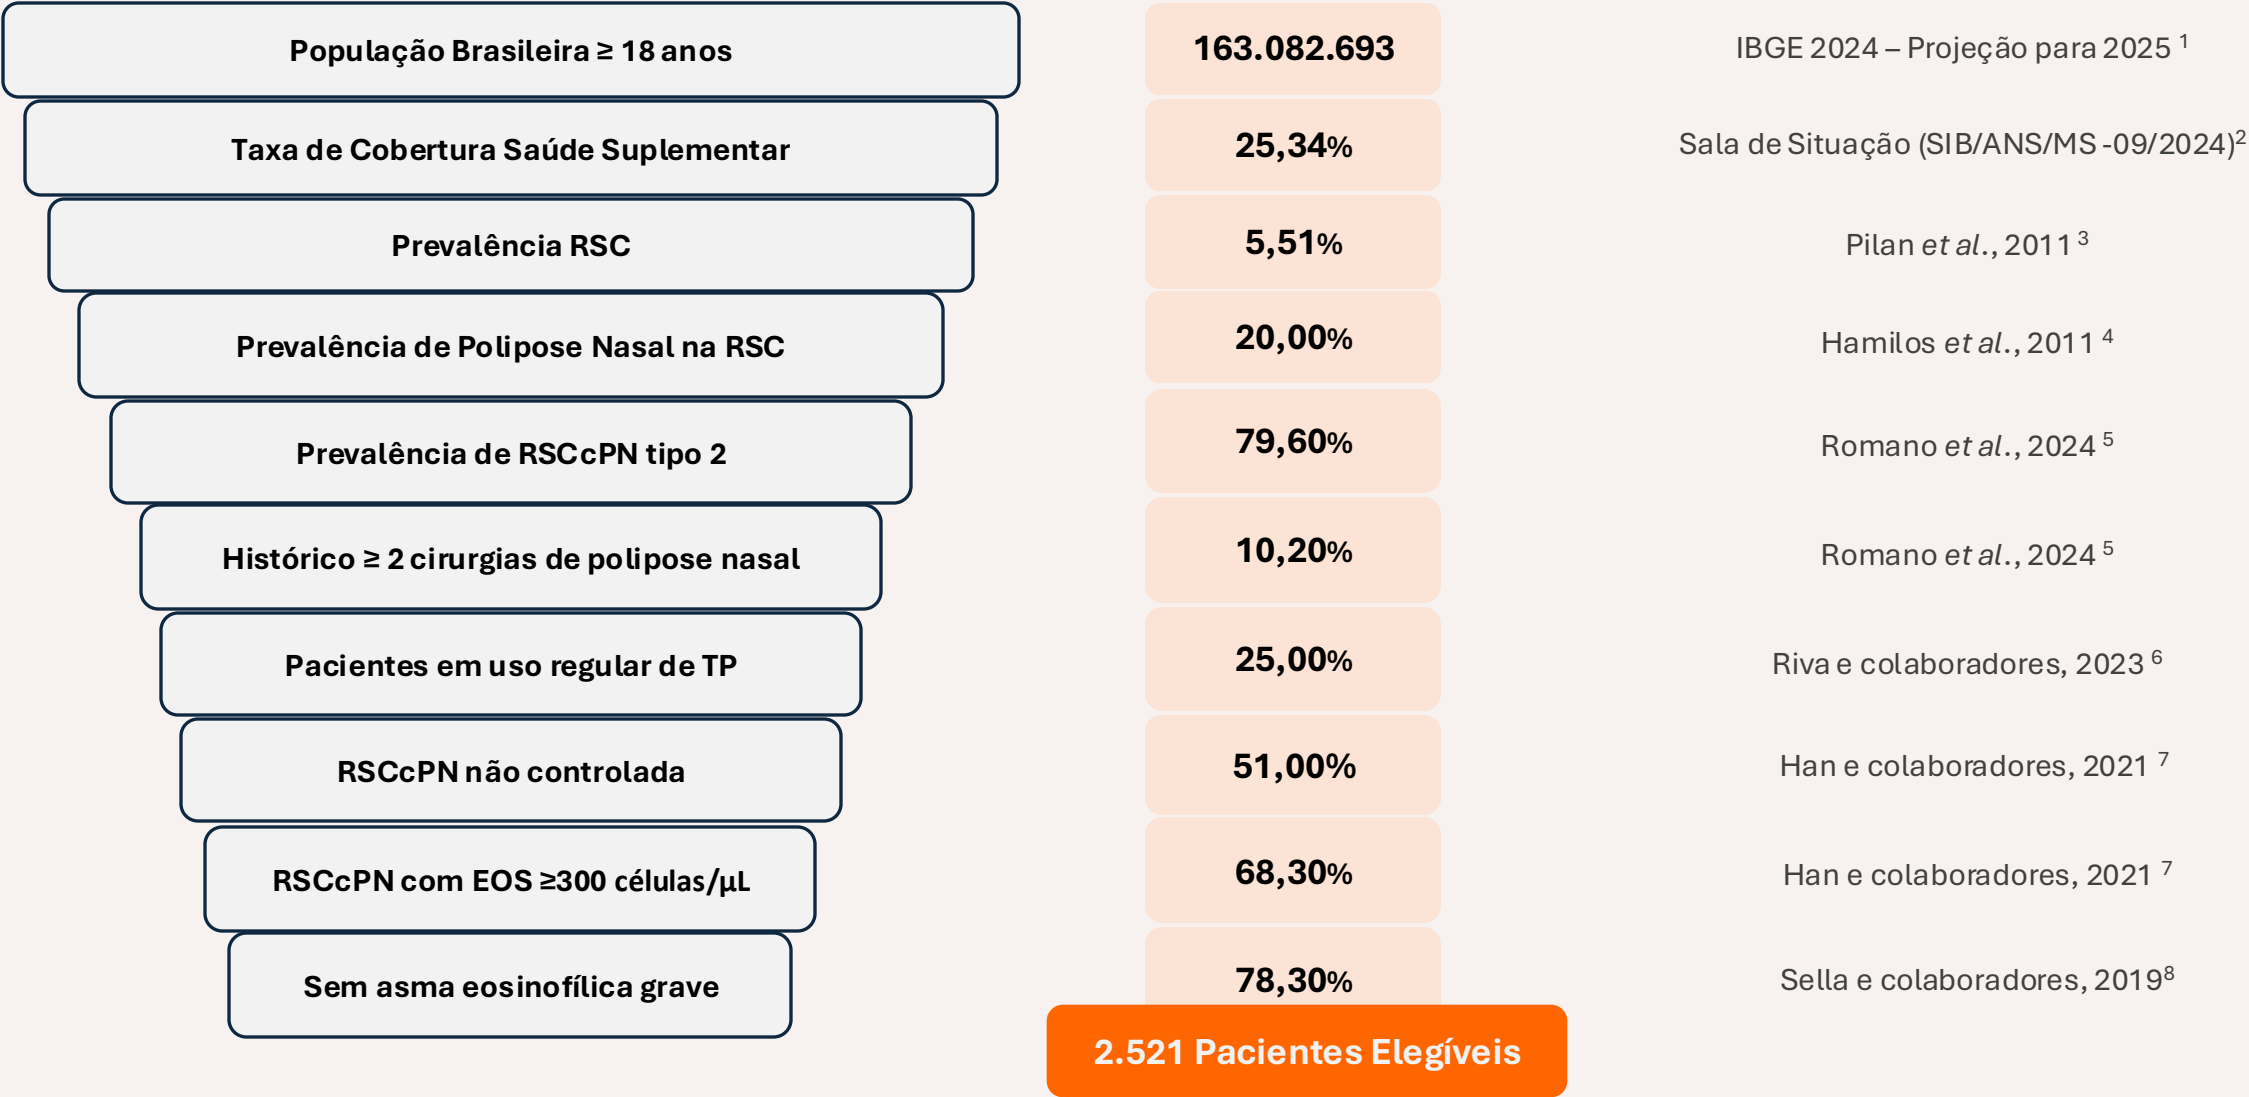 População Brasileira ≥ 18 anos
163.082.693
IBGE 2024 – Projeção para 2025 ¹
Taxa de Cobertura Saúde Suplementar
25,34%
Sala de Situação (SIB/ANS/MS -09/2024)²
Prevalência RSC
5,51%
Pilan et al., 2011 ³
Prevalência de Polipose Nasal na RSC
20,00%
Hamilos et al., 2011 ⁴
Prevalência de RSCcPN tipo 2
79,60%
Romano et al., 2024 ⁵
Histórico ≥ 2 cirurgias de polipose nasal
10,20%
Romano et al., 2024 ⁵
Pacientes em uso regular de TP
25,00%
Riva e colaboradores, 2023 ⁶
RSCcPN não controlada
51,00%
Han e colaboradores, 2021 ⁷
RSCcPN com EOS ≥300 células/µL
68,30%
Han e colaboradores, 2021 ⁷
Sem asma eosinofílica grave
78,30%
Sella e colaboradores, 2019⁸
2.521 Pacientes Elegíveis